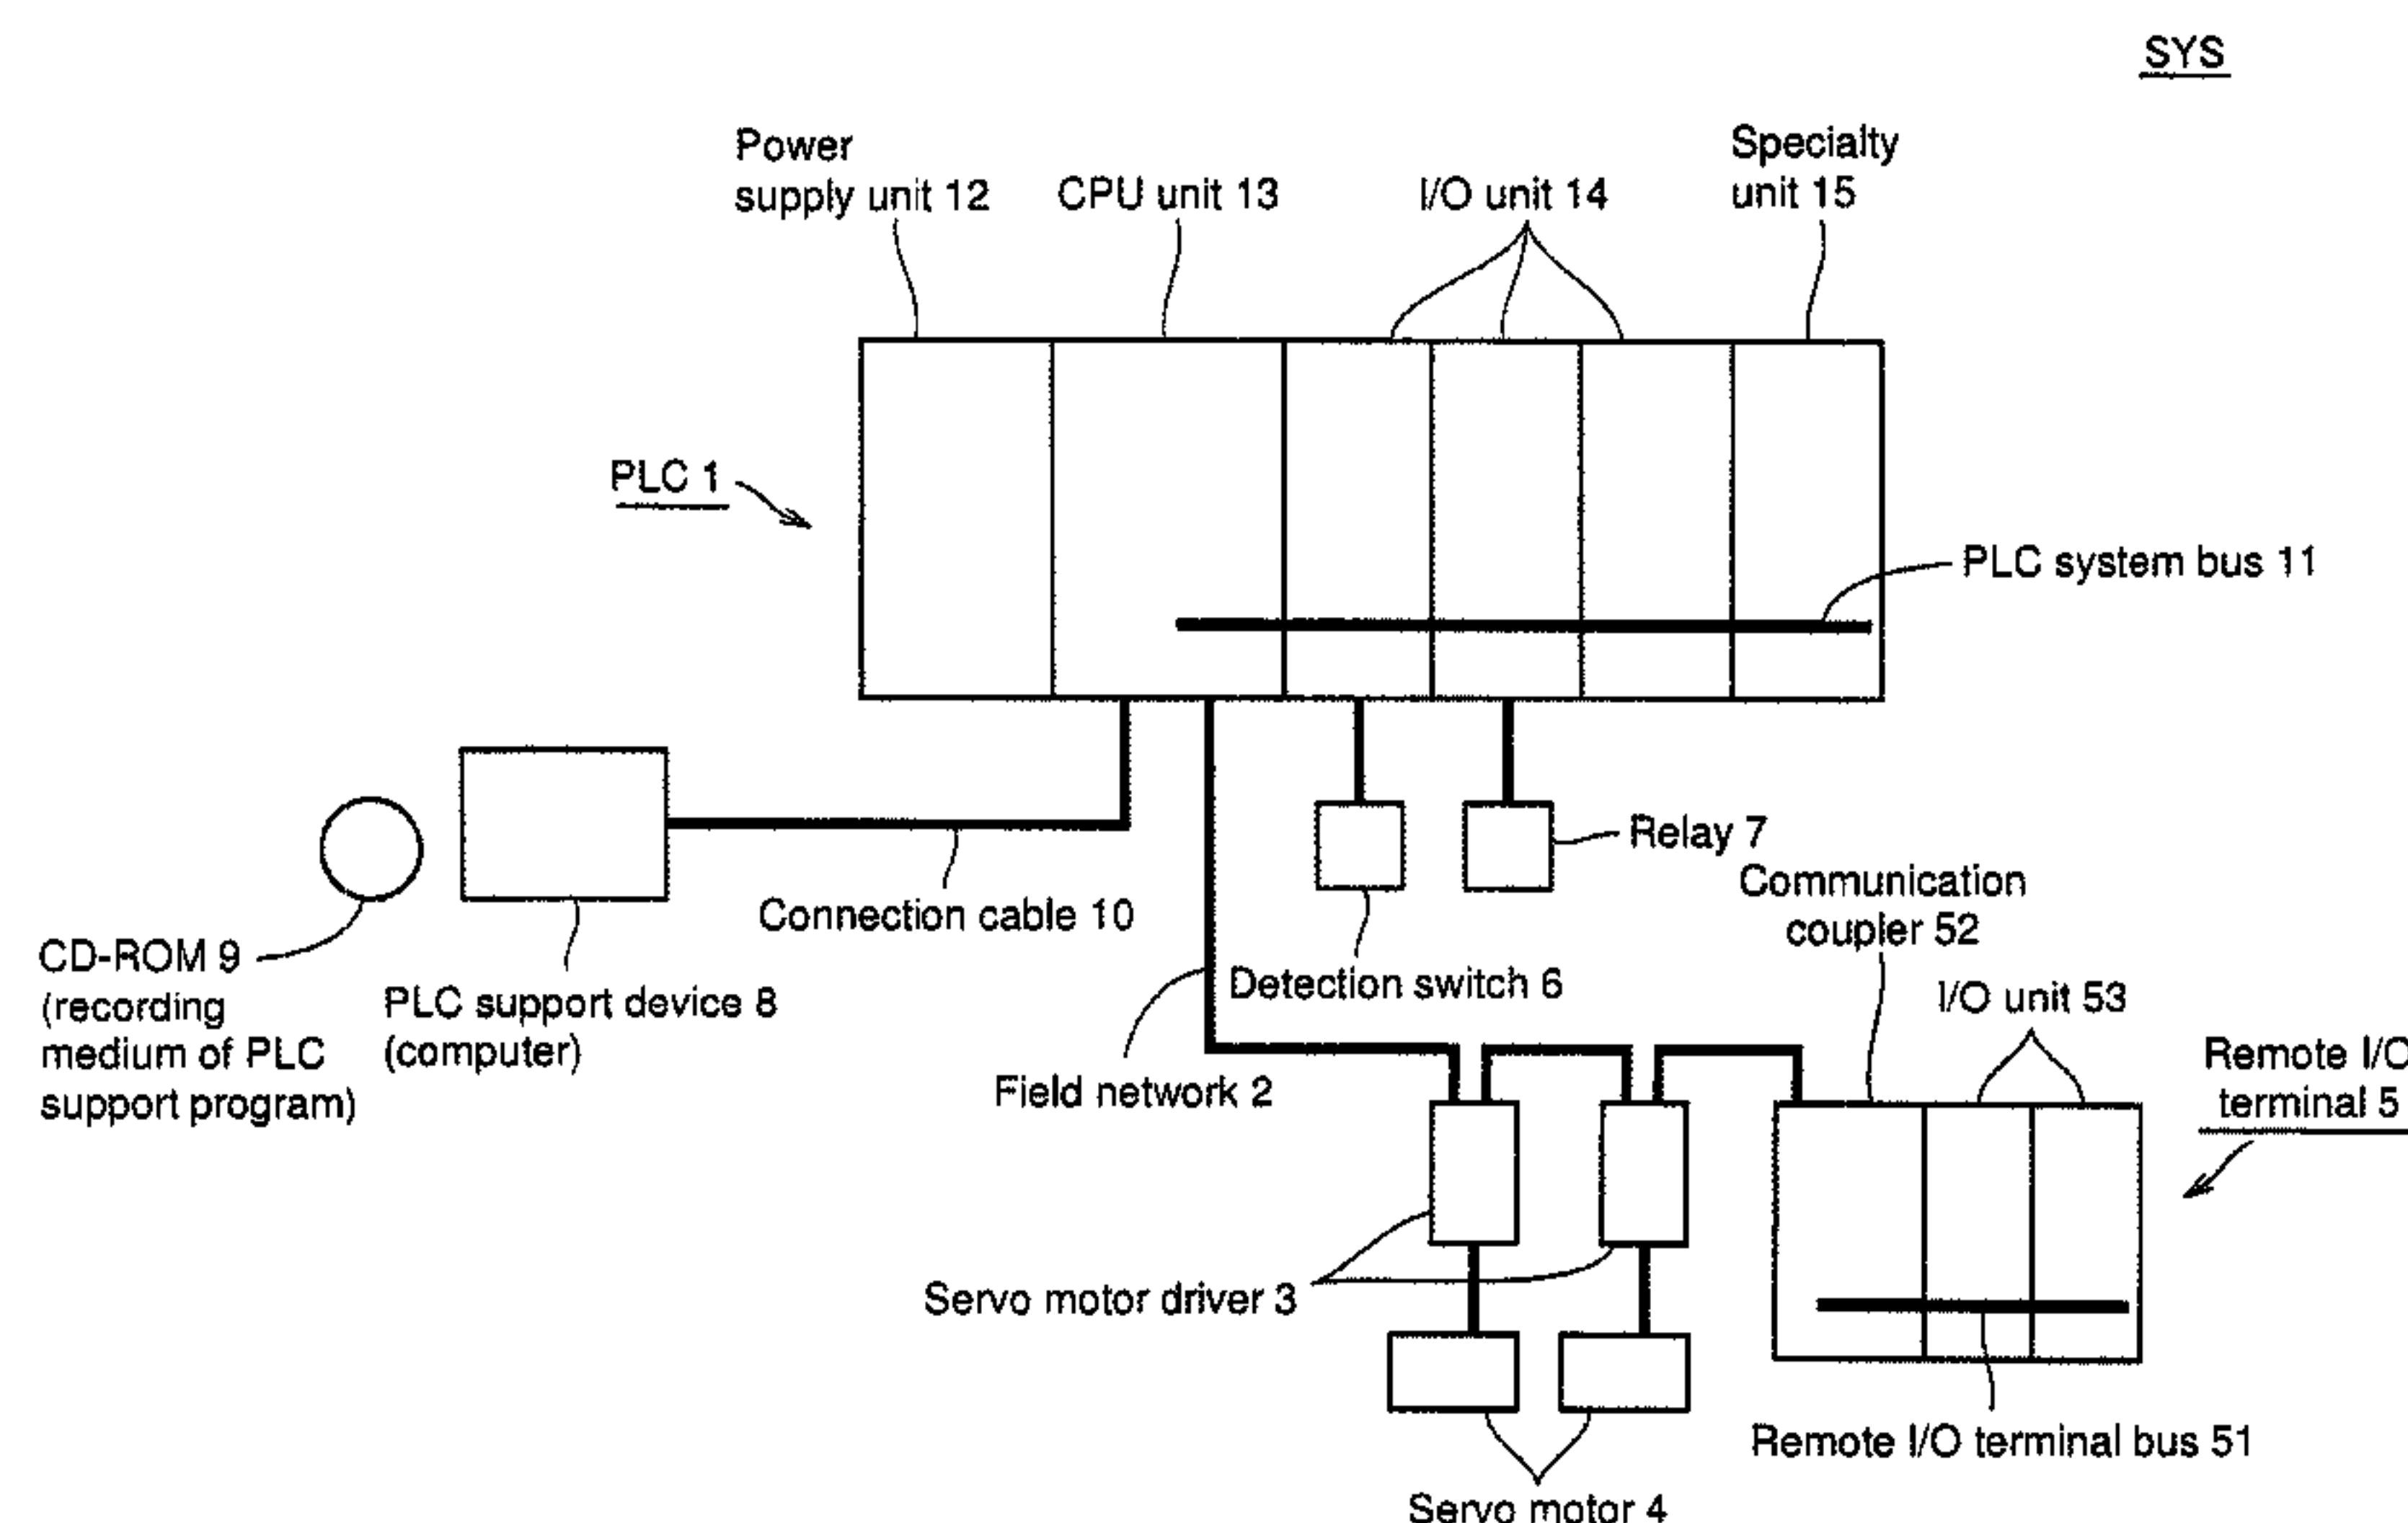 SYS
Power
supply unit 12
CPU unit 13
I/O unit 14
Specialty
unit 15
PLC 1
PLC system bus 11
Relay 7
Communication
coupler 52
Connection cable 10
CD-ROM 9
(recording
medium of PLC
support program)
PLC support device 8
(computer)
Detection switch 6
I/O unit 53
Field network 2
Remote I/O
terminal 5
Servo motor driver 3
Remote I/O terminal bus 51
Servo motor 4